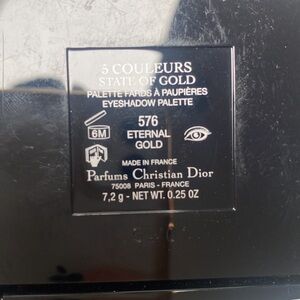 5 COULEURS
STATE OF GOLD
PALETTE FARDS À PAUPIÈRES
EYESHADOW PALETTE
6M
576
ETERNAL
GOLD
MADE IN FRANCE
Parfums Christian Dior
75008 PARIS - FRANCE
7,2 g - NET WT. 0.25 OZ